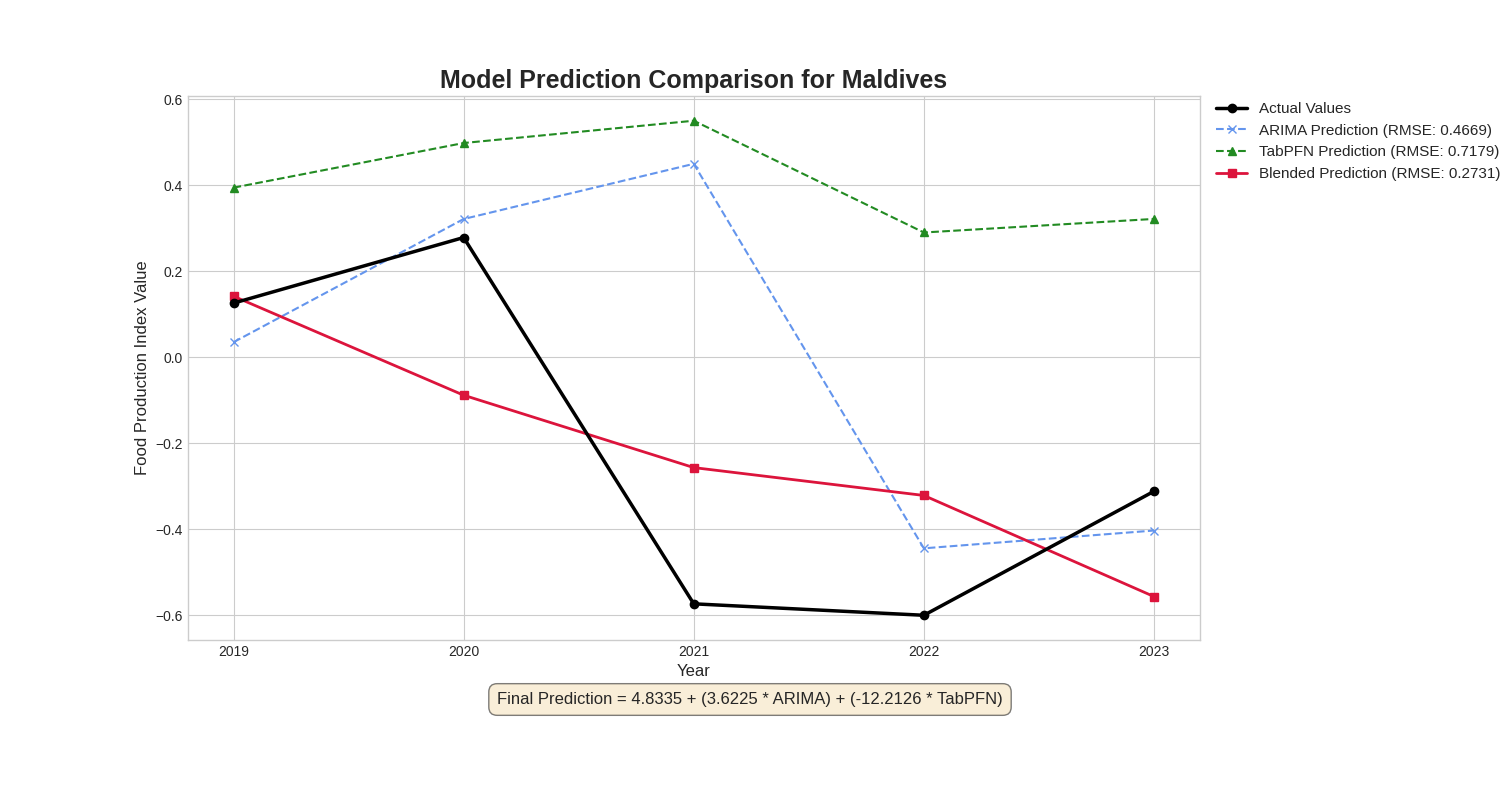 Model Prediction Comparison for Maldives
Actual Values
ARIMA Prediction (RMSE: 0.4669)
TabPFN Prediction (RMSE: 0.7179)
Blended Prediction (RMSE: 0.2731)
Food Production Index Value
0.6
0.4
0.2
0.0
−0.2
−0.4
−0.6
2019 2020 2021 2022 2023
Year
Final Prediction = 4.8335 + (3.6225 * ARIMA) + (-12.2126 * TabPFN)